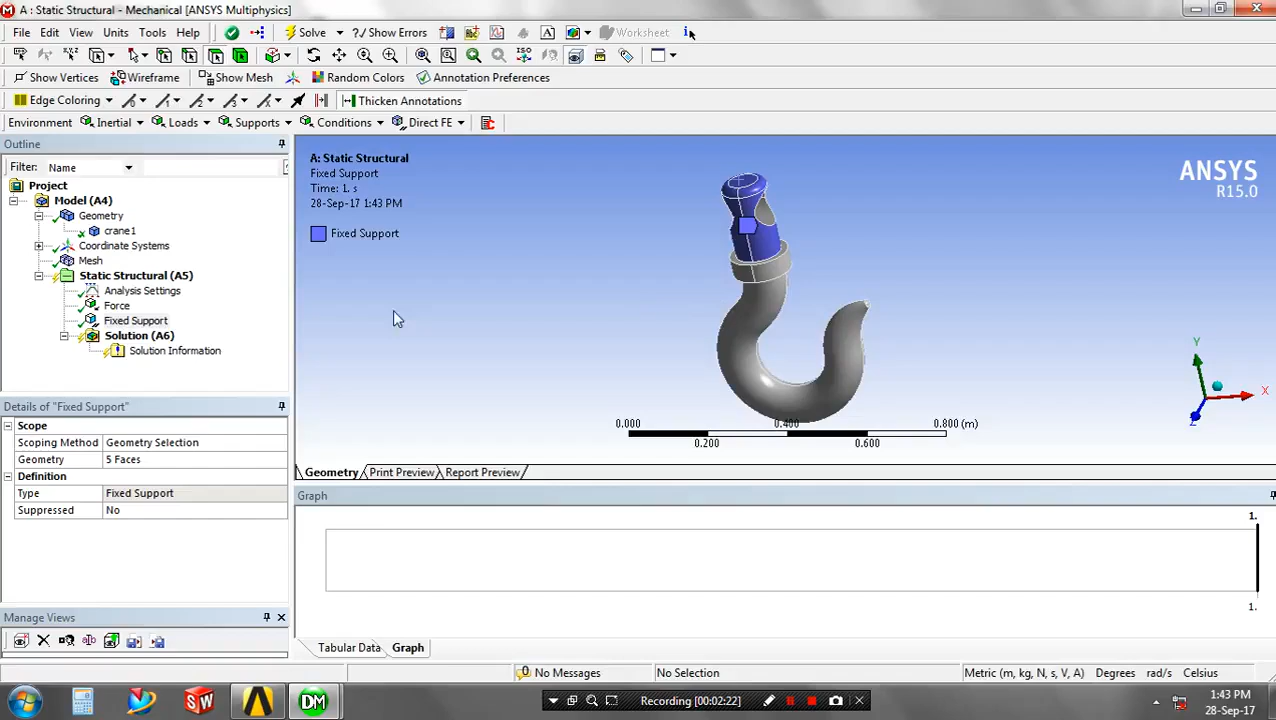 A : Static Structural - Mechanical [ANSYS Multiphysics]
File Edit View Units Tools Help Solve Show Errors Worksheet
Show Vertices Wireframe Show Mesh Random Colors Annotation Preferences
Edge Coloring Thicken Annotations
Environment Inertial Loads Supports Conditions Direct FE
Outline
Filter: Name
Project
Model (A4)
Geometry
crane1
Coordinate Systems
Mesh
Static Structural (A5)
Analysis Settings
Force
Fixed Support
Solution (A6)
Solution Information
Details of "Fixed Support"
Scope
Scoping Method Geometry Selection
Geometry 5 Faces
Definition
Type Fixed Support
Suppressed No
Manage Views
A: Static Structural
Fixed Support
Time: 1. s
28-Sep-17 1:43 PM
Fixed Support
ANSYS
R15.0
Y
X
Z
0.000 0.400 0.800 (m)
0.200 0.600
Geometry Print Preview Report Preview
Graph
1.
1.
Tabular Data Graph
0 No Messages No Selection Metric (m, kg, N, s, V, A) Degrees rad/s Celsius
SW DM Recording [00:02:22] 1:43 PM
28-Sep-17